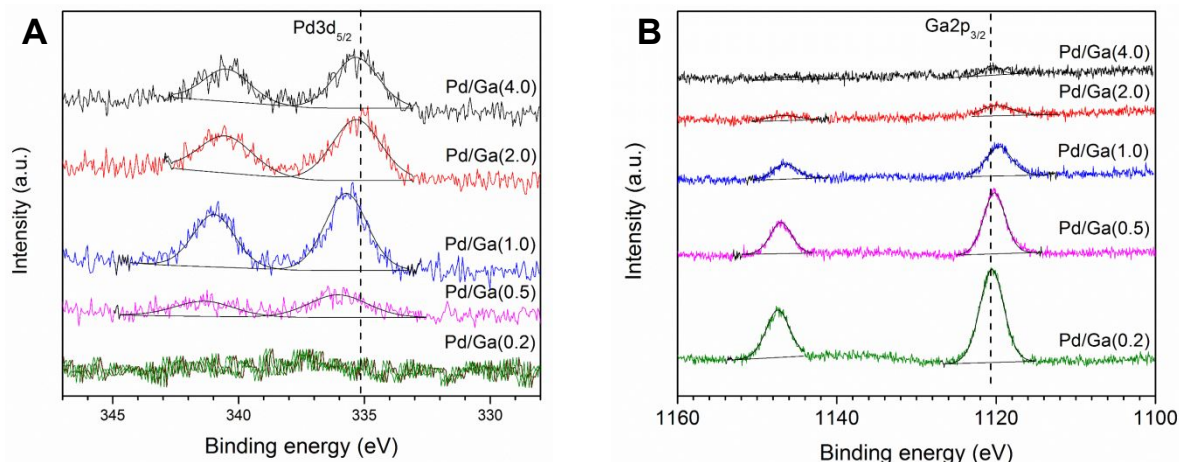 A
Pd3d5/2
Pd/Ga(4.0)
Pd/Ga(2.0)
Pd/Ga(1.0)
Pd/Ga(0.5)
Pd/Ga(0.2)
Intensity (a.u.)
345
340
335
330
Binding energy (eV)
B
Ga2p3/2
Pd/Ga(4.0)
Pd/Ga(2.0)
Pd/Ga(1.0)
Pd/Ga(0.5)
Pd/Ga(0.2)
Intensity (a.u.)
1160
1140
1120
1100
Binding energy (eV)